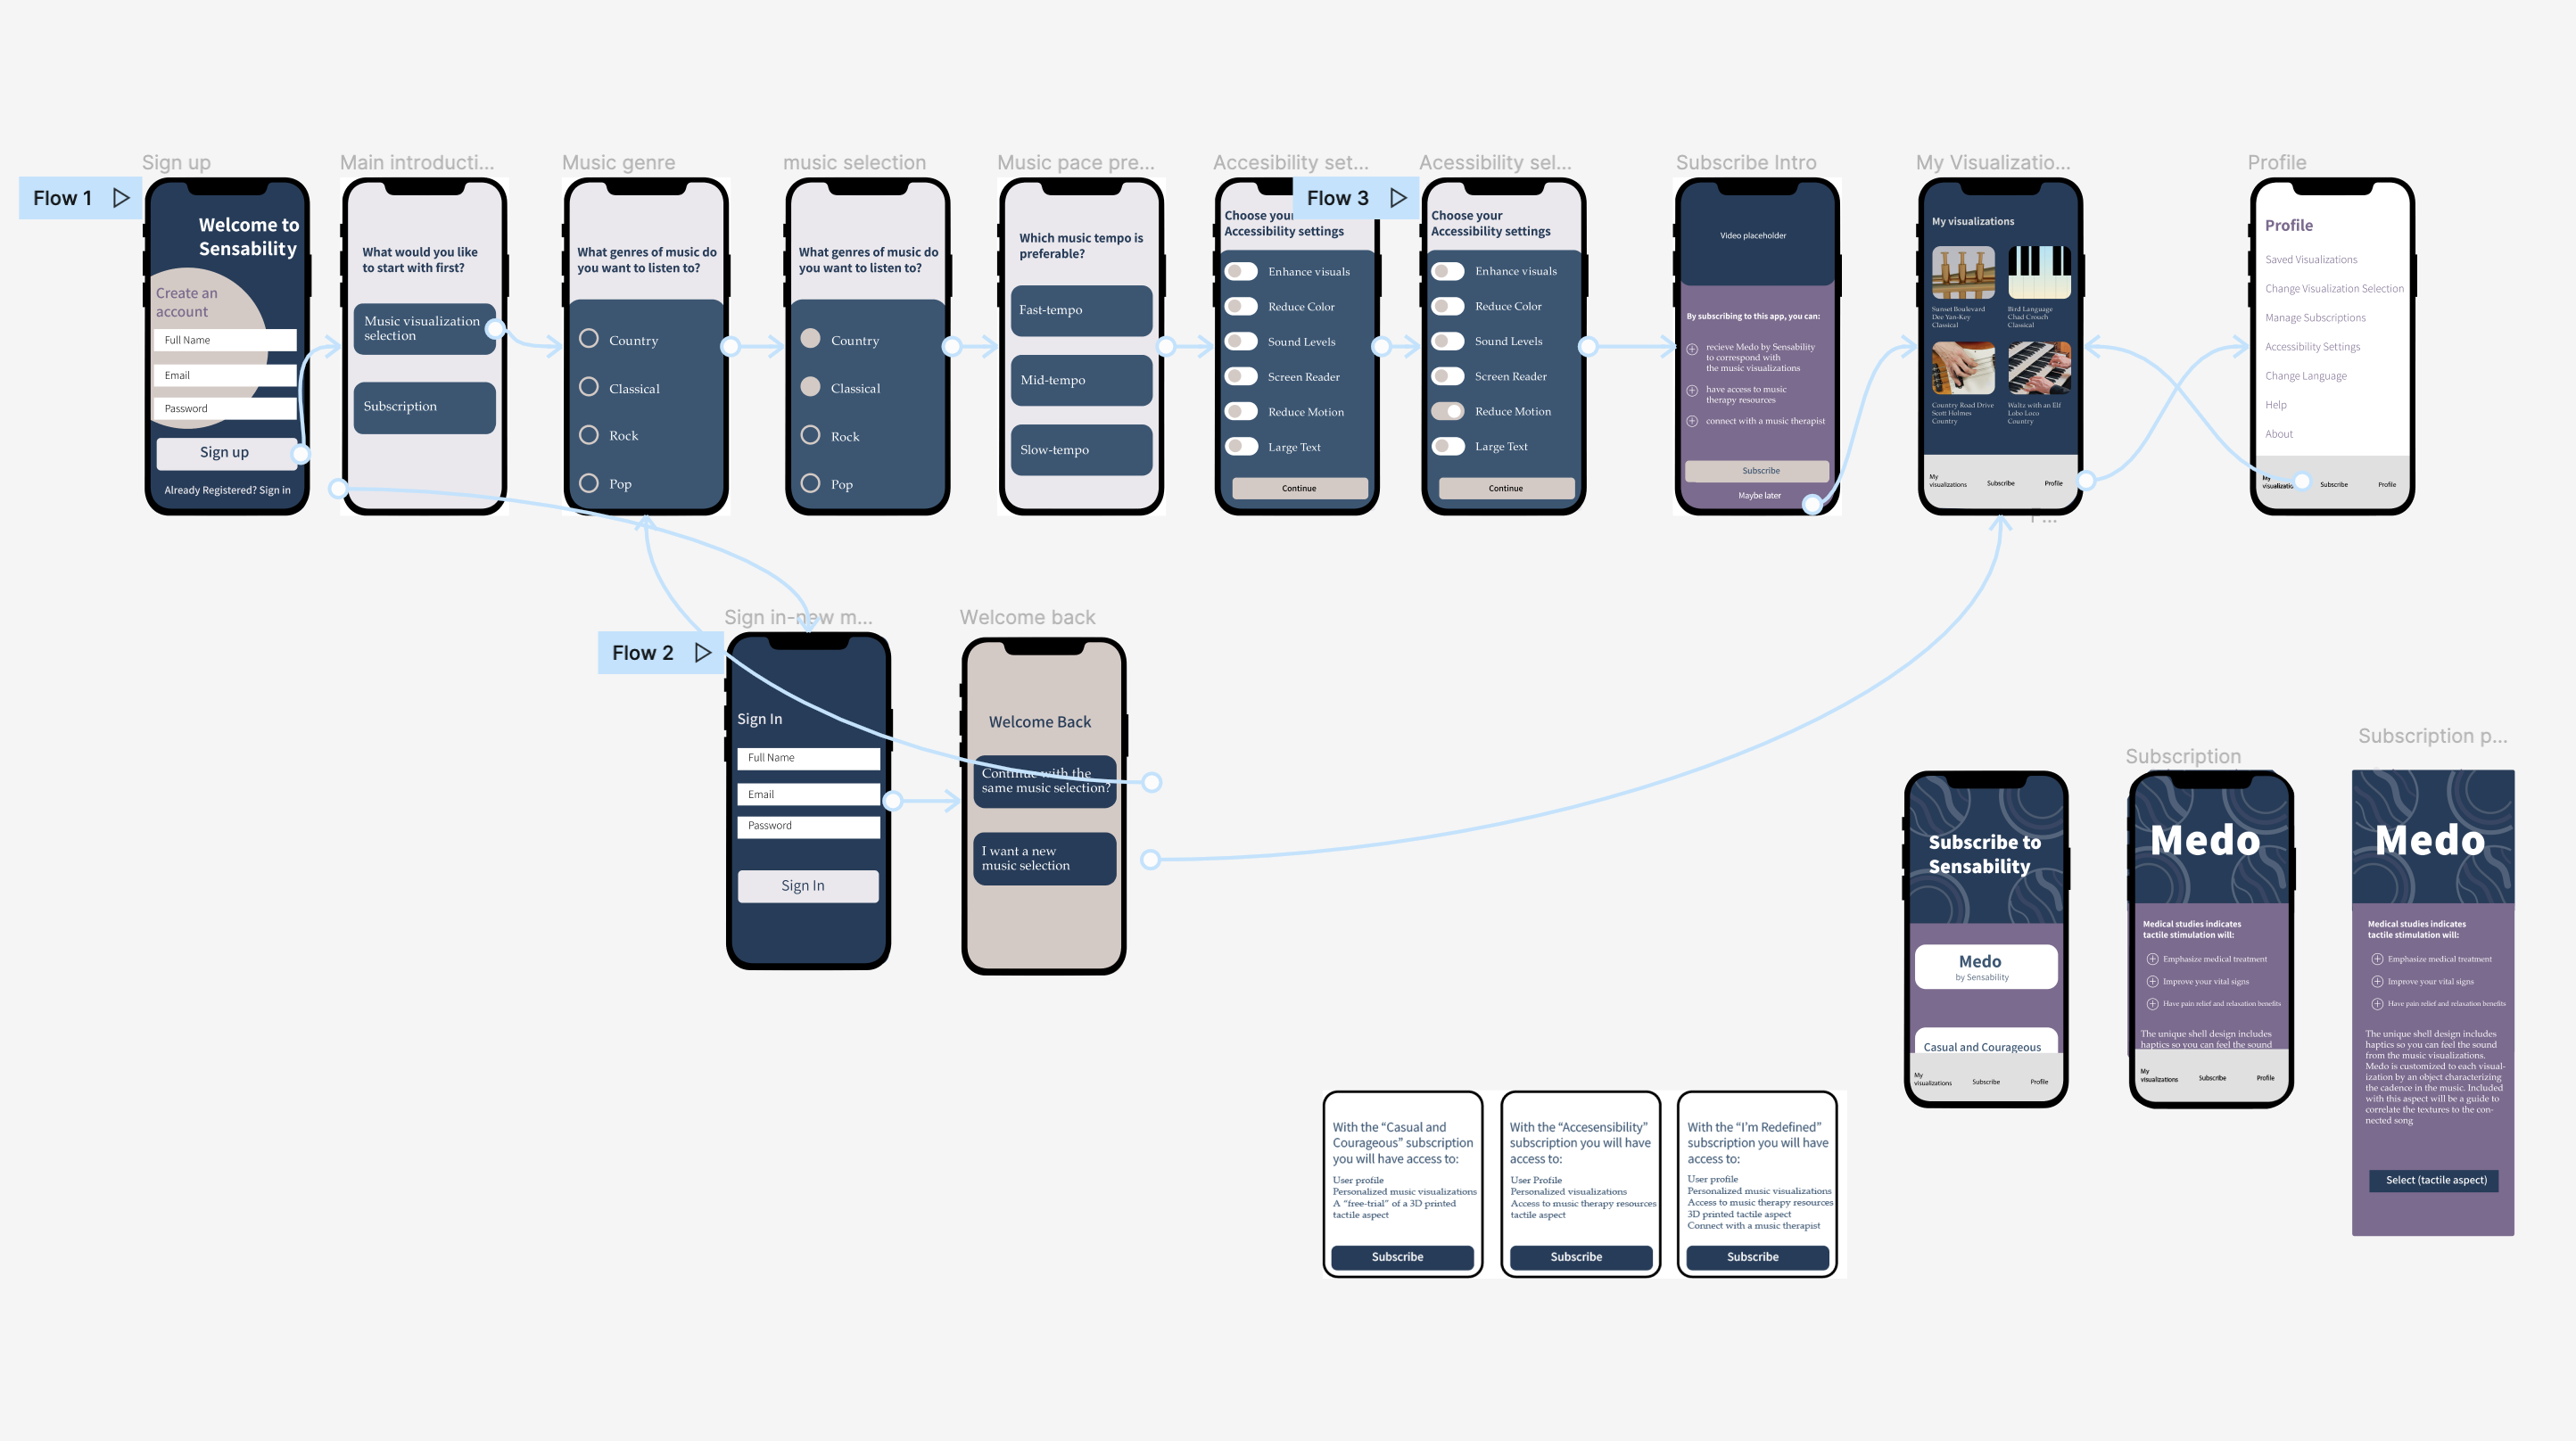 Sign up
Main introducti...
Music genre
music selection
Music pace pre...
Accesibility set...
Acessibility sel...
Subscribe Intro
My Visualizatio...
Profile
Flow 1
Welcome to
Sensability
Create an
account
Full Name
Email
Password
Sign up
Already Registered? Sign in
What would you like
to start with first?
Music visualization
selection
Subscription
What genres of music do
you want to listen to?
Country
Classical
Rock
Pop
What genres of music do
you want to listen to?
Country
Classical
Rock
Pop
Which music tempo is
preferable?
Fast-tempo
Mid-tempo
Slow-tempo
Choose your
Accessibility settings
Enhance visuals
Reduce Color
Sound Levels
Screen Reader
Reduce Motion
Large Text
Continue
Flow 3
Choose your
Accessibility settings
Enhance visuals
Reduce Color
Sound Levels
Screen Reader
Reduce Motion
Large Text
Continue
Video placeholder
By subscribing to this app, you can:
recieve Medo by Sensability
to correspond with
the music visualizations
have access to music
therapy resources
connect with a music therapist
Subscribe
Maybe later
My visualizations
Sunset Boulevard
Dee Yan-Key
Classical
Bird Language
Chad Crouch
Classical
Country Road Drive
Scott Holmes
Country
Waltz with an Elf
Lobo Loco
Country
My
visualizations
Subscribe
Profile
F...
Profile
Saved Visualizations
Change Visualization Selection
Manage Subscriptions
Accessibility Settings
Change Language
Help
About
My
Subscribe
Profile
Sign in-new m...
Welcome back
Flow 2
Sign In
Full Name
Email
Password
Sign In
Welcome Back
Continue with the
same music selection?
I want a new
music selection
Subscription
Subscription p...
Subscribe to
Sensability
Medo
by Sensability
Casual and Courageous
My
visualizations
Subscribe
Profile
Medo
Medical studies indicates
tactile stimulation will:
Emphasize medical treatment
Improve your vital signs
Have pain relief and relaxation benefits
The unique shell design includes
haptics so you can feel the sound
My
visualizations
Subscribe
Profile
Medo
Medical studies indicates
tactile stimulation will:
Emphasize medical treatment
Improve your vital signs
Have pain relief and relaxation benefits
The unique shell design includes
haptics so you can feel the sound
from the music visualizations.
Medo is customized to each visual-
ization by an object characterizing
the cadence in the music. Included
with this aspect will be a guide to
correlate the textures to the con-
nected song
Select (tactile aspect)
With the “Casual and
Courageous” subscription
you will have access to:
User profile
Personalized music visualizations
A “free-trial” of a 3D printed
tactile aspect
Subscribe
With the “Accesensibility”
subscription you will have
access to:
User Profile
Personalized visualizations
Access to music therapy resources
tactile aspect
Subscribe
With the “I’m Redefined”
subscription you will have
access to:
User profile
Personalized music visualizations
Access to music therapy resources
3D printed tactile aspect
Connect with a music therapist
Subscribe